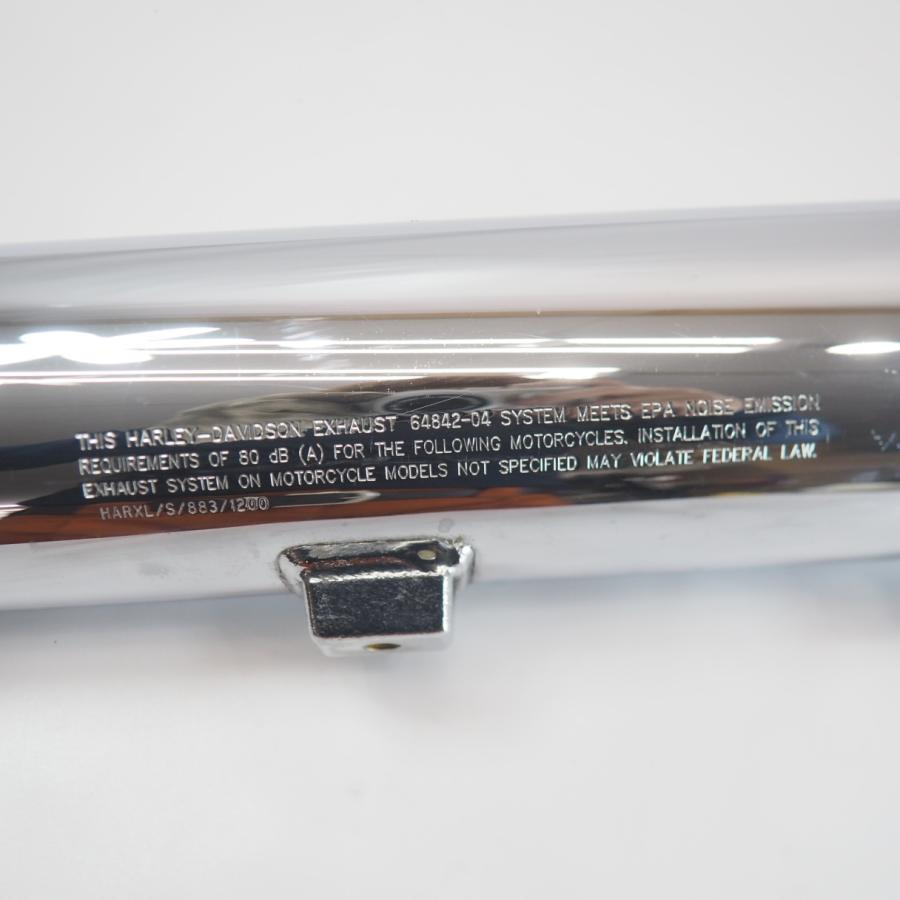 THIS HARLEY-DAVIDSON EXHAUST 64842-04 SYSTEM MEETS EPA NOISE EMISSION
REQUIREMENTS OF 80 dB (A) FOR THE FOLLOWING MOTORCYCLES. INSTALLATION OF THIS
EXHAUST SYSTEM ON MOTORCYCLE MODELS NOT SPECIFIED MAY VIOLATE FEDERAL LAW.
HARXL/S/883/1200